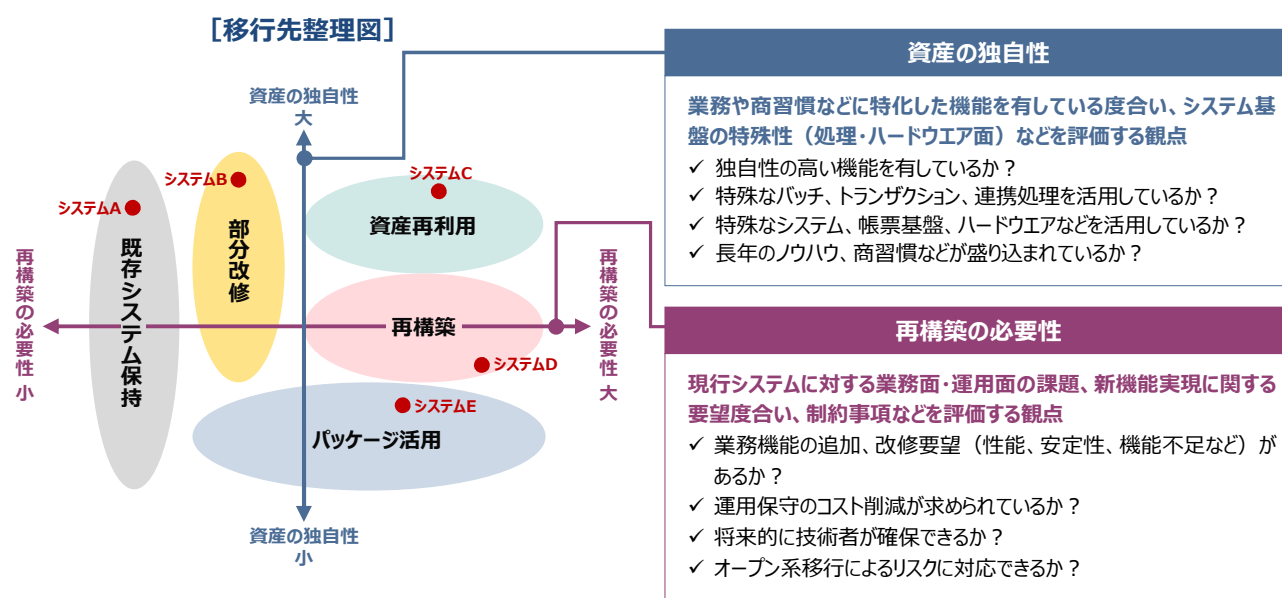 ［移行先整理図］
資産の独自性
大
システムA
システムB
システムC
既存システム保持
部分改修
資産再利用
再構築
再構築の必要性 小
再構築の必要性 大
システムD
システムE
パッケージ活用
資産の独自性
小
資産の独自性
業務や商習慣などに特化した機能を有している度合い、システム基
盤の特殊性（処理・ハードウエア面）などを評価する観点
✓ 独自性の高い機能を有しているか？
✓ 特殊なバッチ、トランザクション、連携処理を活用しているか？
✓ 特殊なシステム、帳票基盤、ハードウエアなどを活用しているか？
✓ 長年のノウハウ、商習慣などが盛り込まれているか？
再構築の必要性
現行システムに対する業務面・運用面の課題、新機能実現に関する
要望度合い、制約事項などを評価する観点
✓ 業務機能の追加、改修要望（性能、安定性、機能不足など）が
あるか？
✓ 運用保守のコスト削減が求められているか？
✓ 将来的に技術者が確保できるか？
✓ オープン系移行によるリスクに対応できるか？